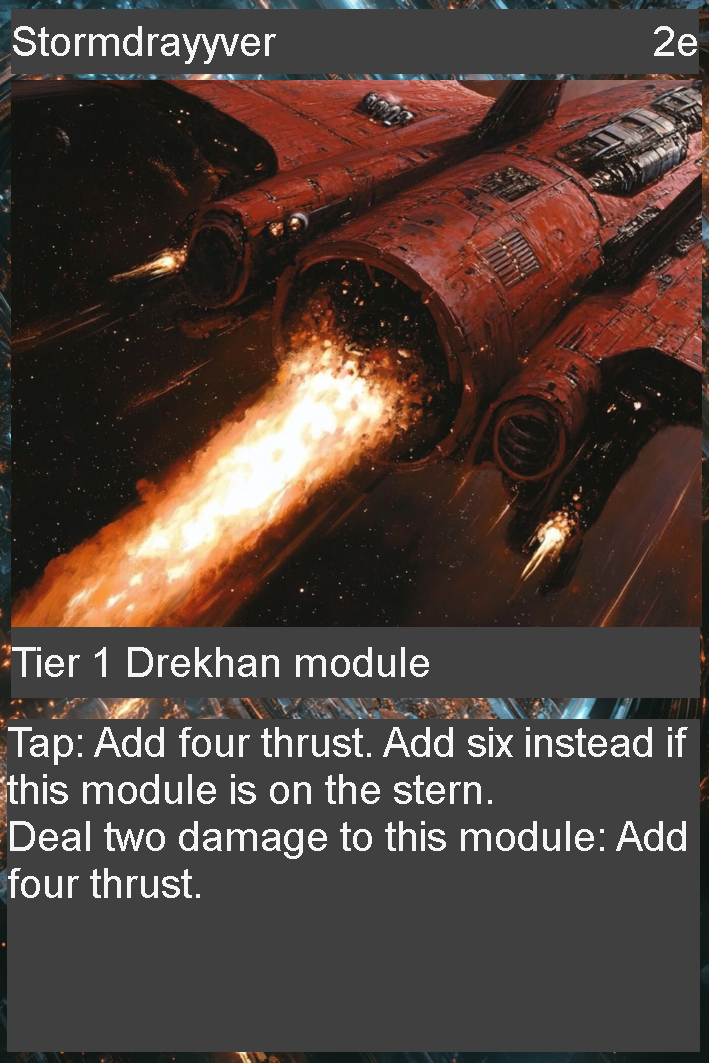 Stormdrayyver 2e
Tier 1 Drekhan module
Tap: Add four thrust. Add six instead if
this module is on the stern.
Deal two damage to this module: Add
four thrust.